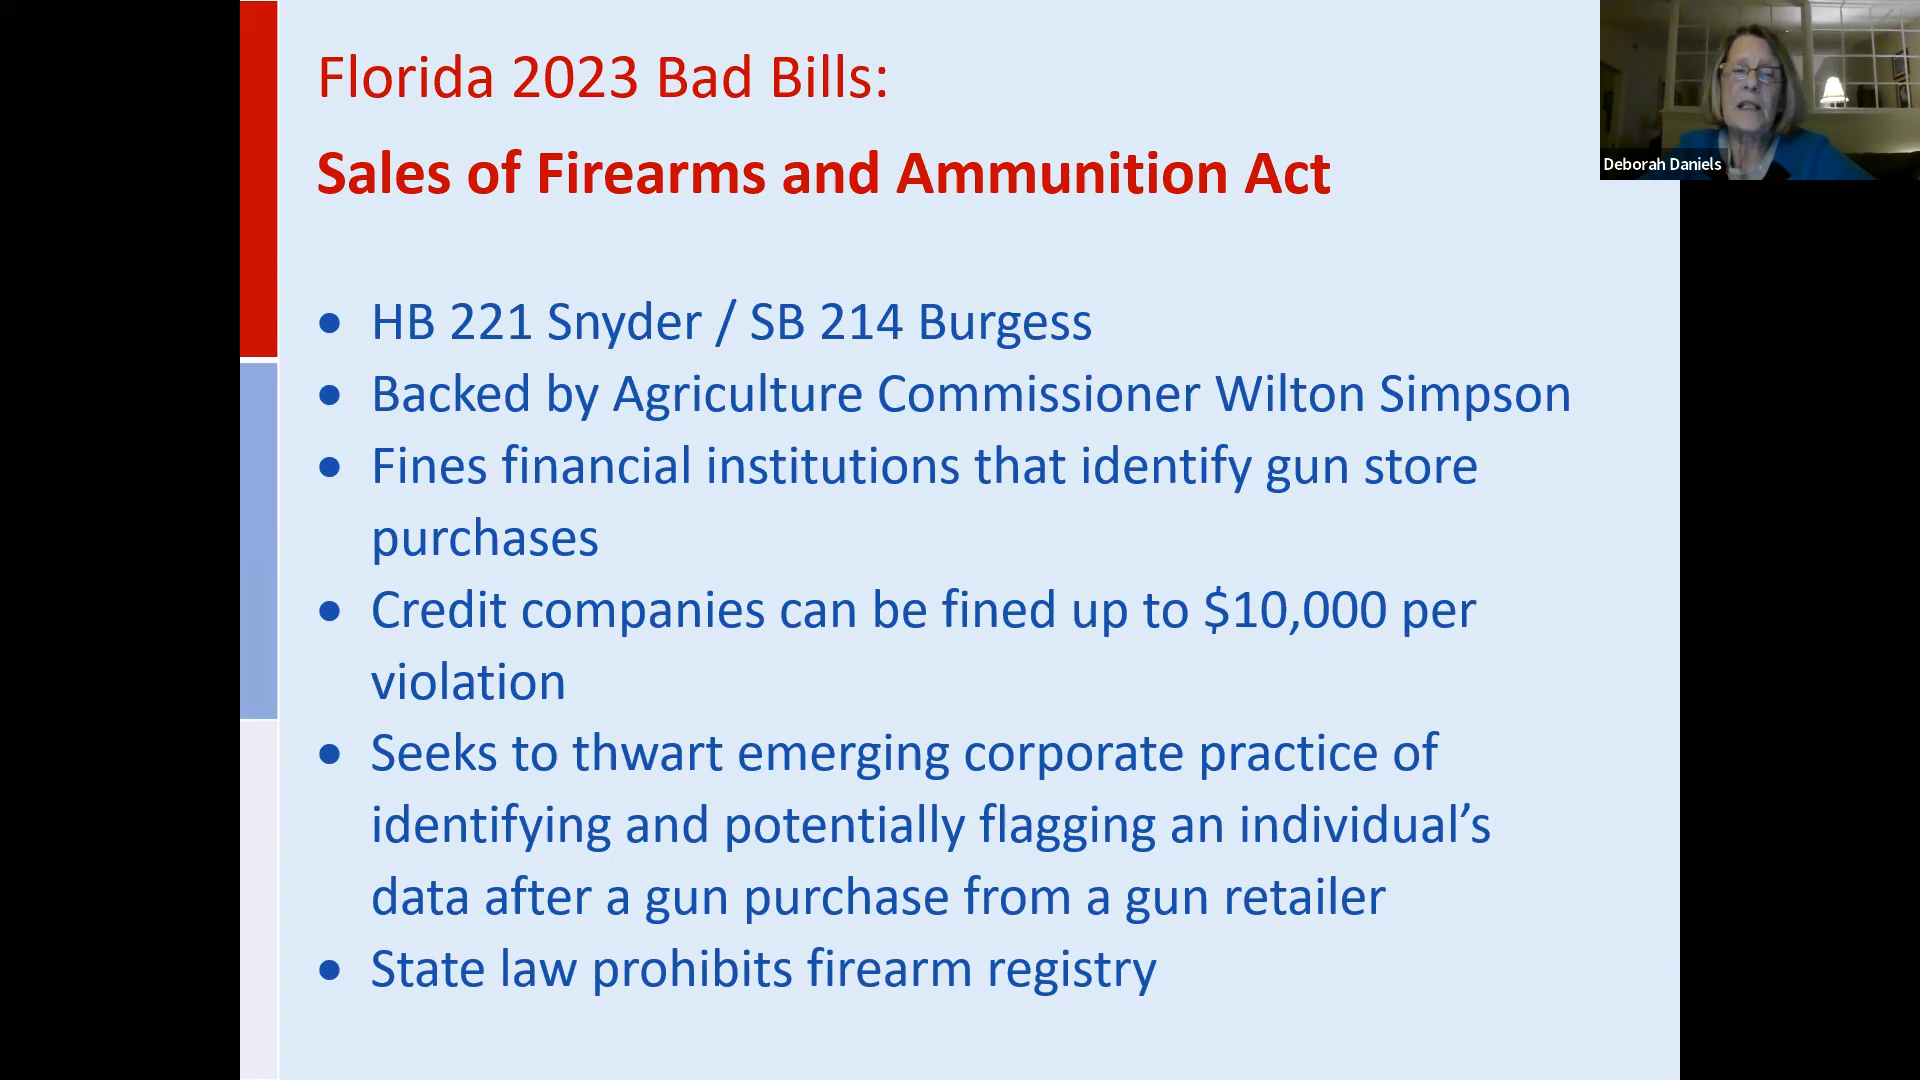 Florida 2023 Bad Bills:
Sales of Firearms and Ammunition Act
• HB 221 Snyder / SB 214 Burgess
• Backed by Agriculture Commissioner Wilton Simpson
• Fines financial institutions that identify gun store
purchases
• Credit companies can be fined up to $10,000 per
violation
• Seeks to thwart emerging corporate practice of
identifying and potentially flagging an individual’s
data after a gun purchase from a gun retailer
• State law prohibits firearm registry
Deborah Daniels